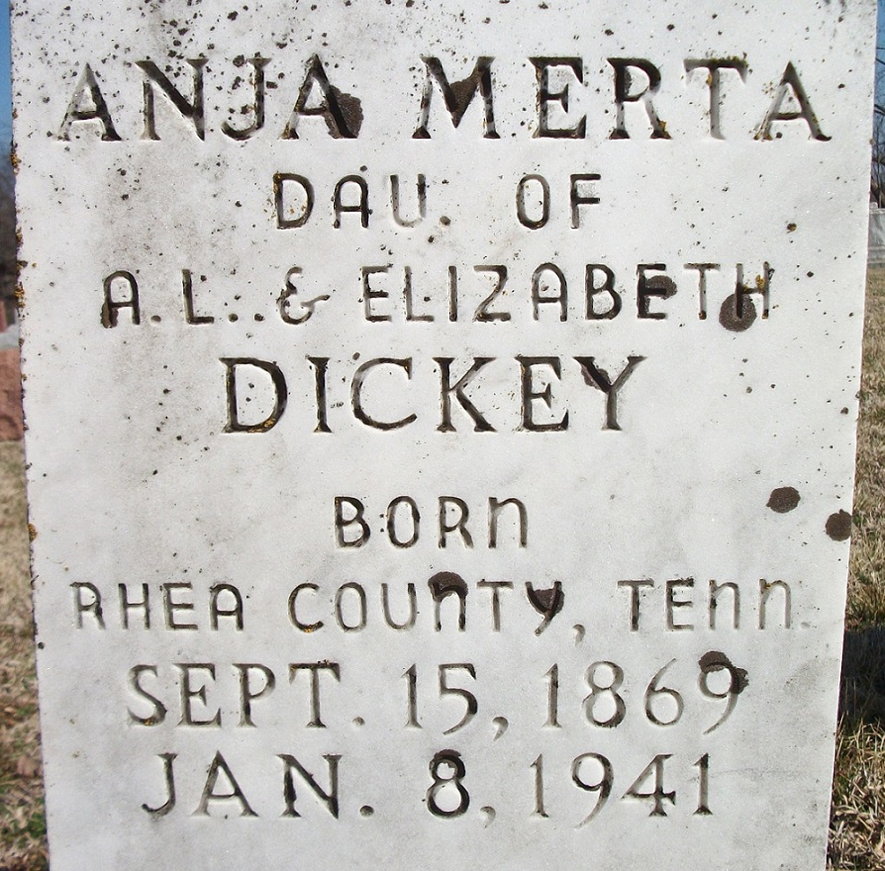 ANJA MERTA
DAU. OF
A.L. & ELIZABETH
DICKEY
BORN
RHEA COUNTY, TENN.
SEPT. 15, 1869
JAN. 8, 1941